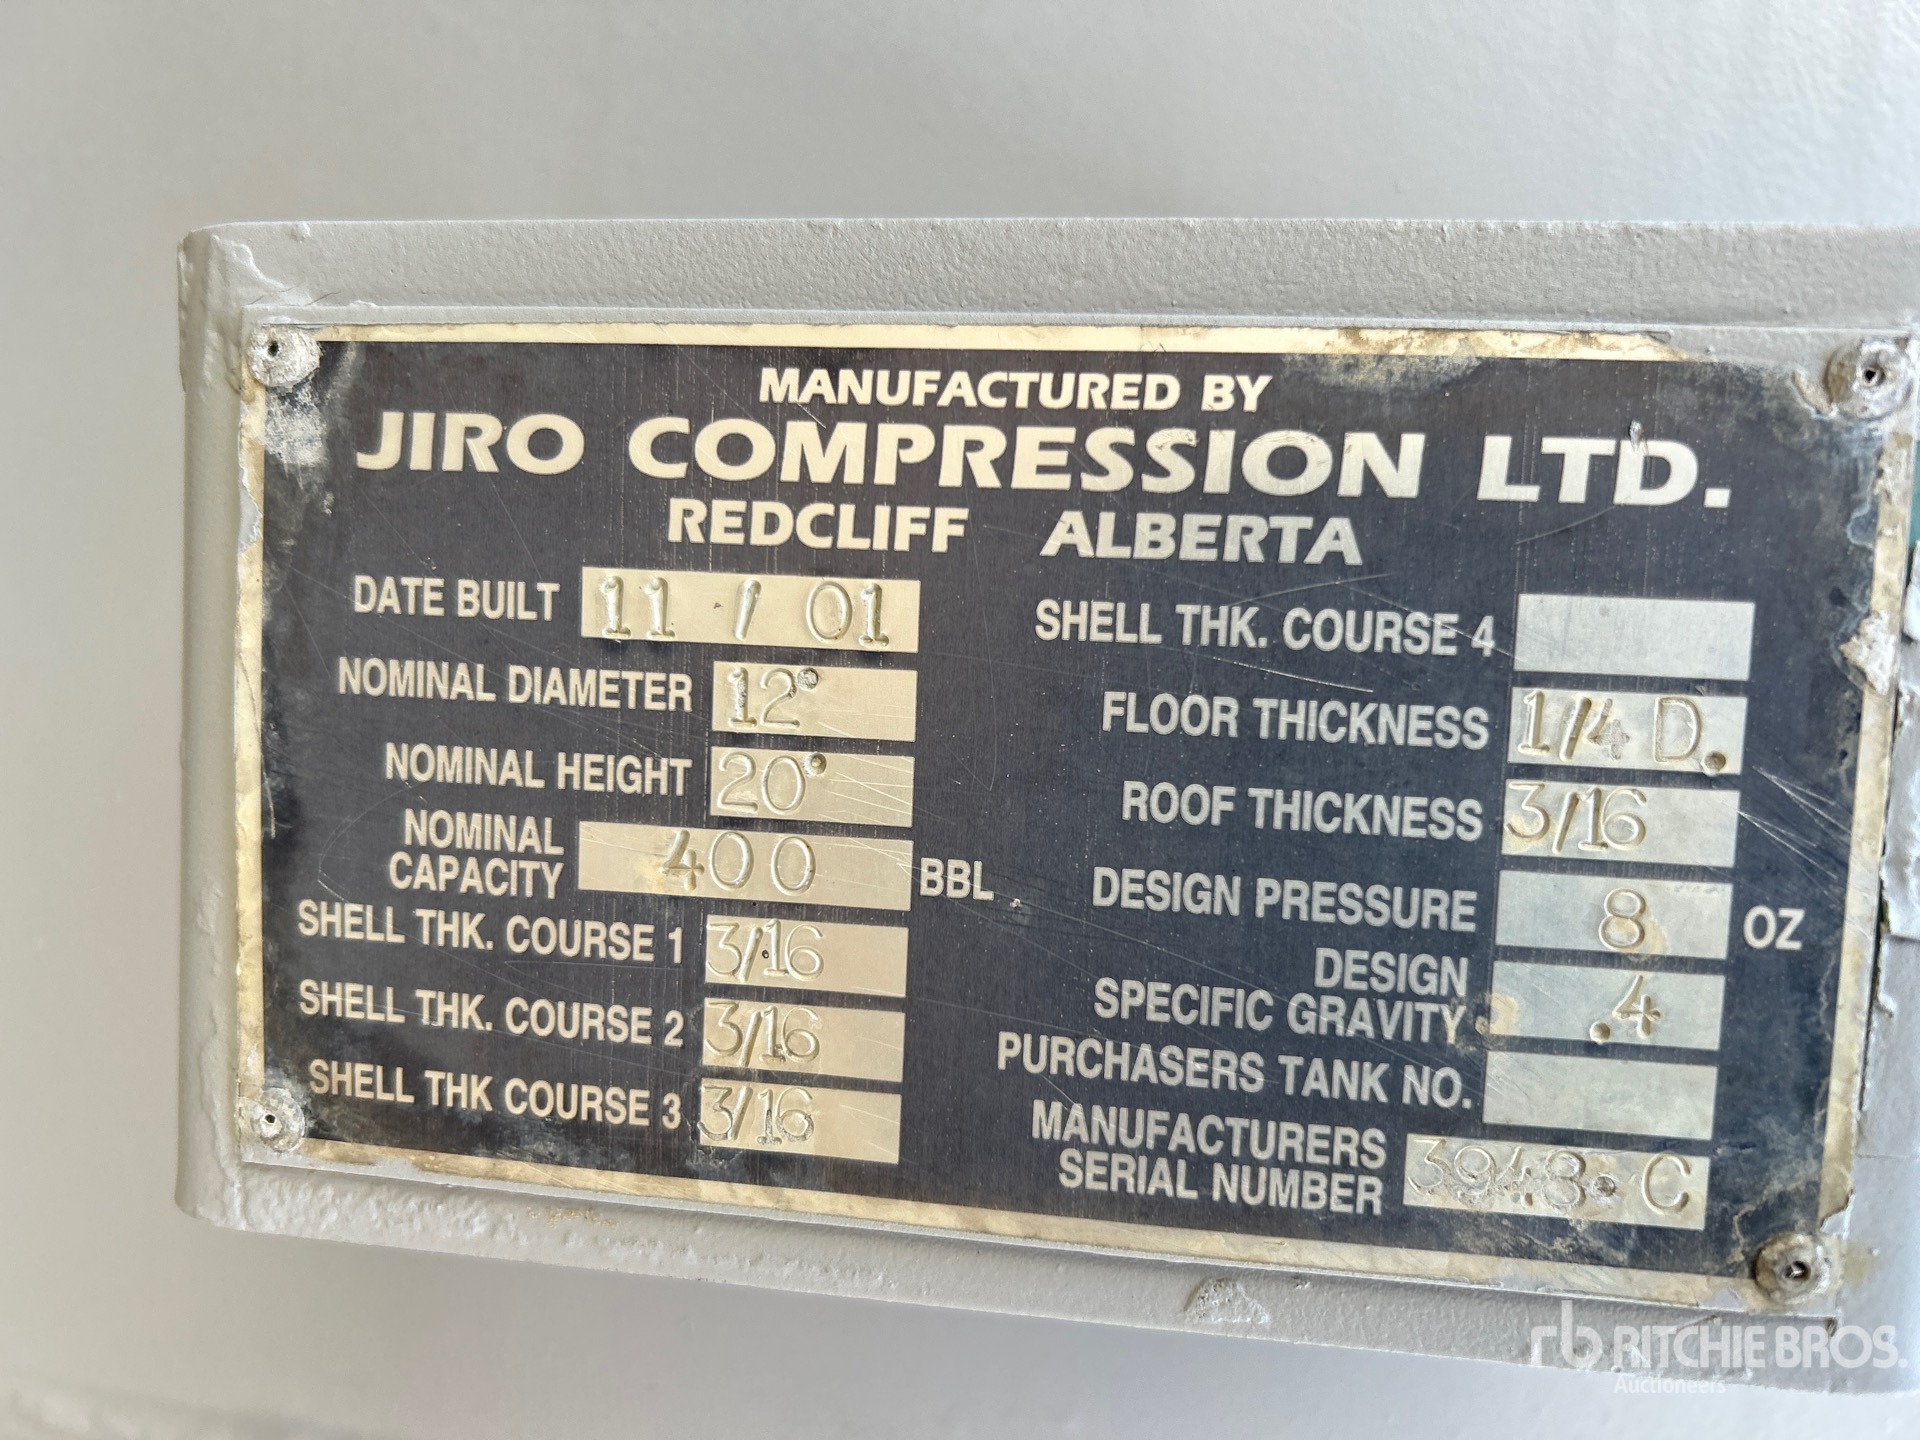 MANUFACTURED BY
JIRO COMPRESSION LTD.
REDCLIFF ALBERTA
DATE BUILT 11 / 01
NOMINAL DIAMETER 12°
NOMINAL HEIGHT 20°
NOMINAL
CAPACITY 400 BBL.
SHELL THK. COURSE 1 3/16
SHELL THK. COURSE 2 3/16
SHELL THK COURSE 3 3/16
SHELL THK. COURSE 4
FLOOR THICKNESS 1/4 D.
ROOF THICKNESS 3/16
DESIGN PRESSURE 8 OZ
DESIGN
SPECIFIC GRAVITY .4
PURCHASERS TANK NO.
MANUFACTURERS
SERIAL NUMBER 3948. C
rb RITCHIE BROS.
Auctioneers